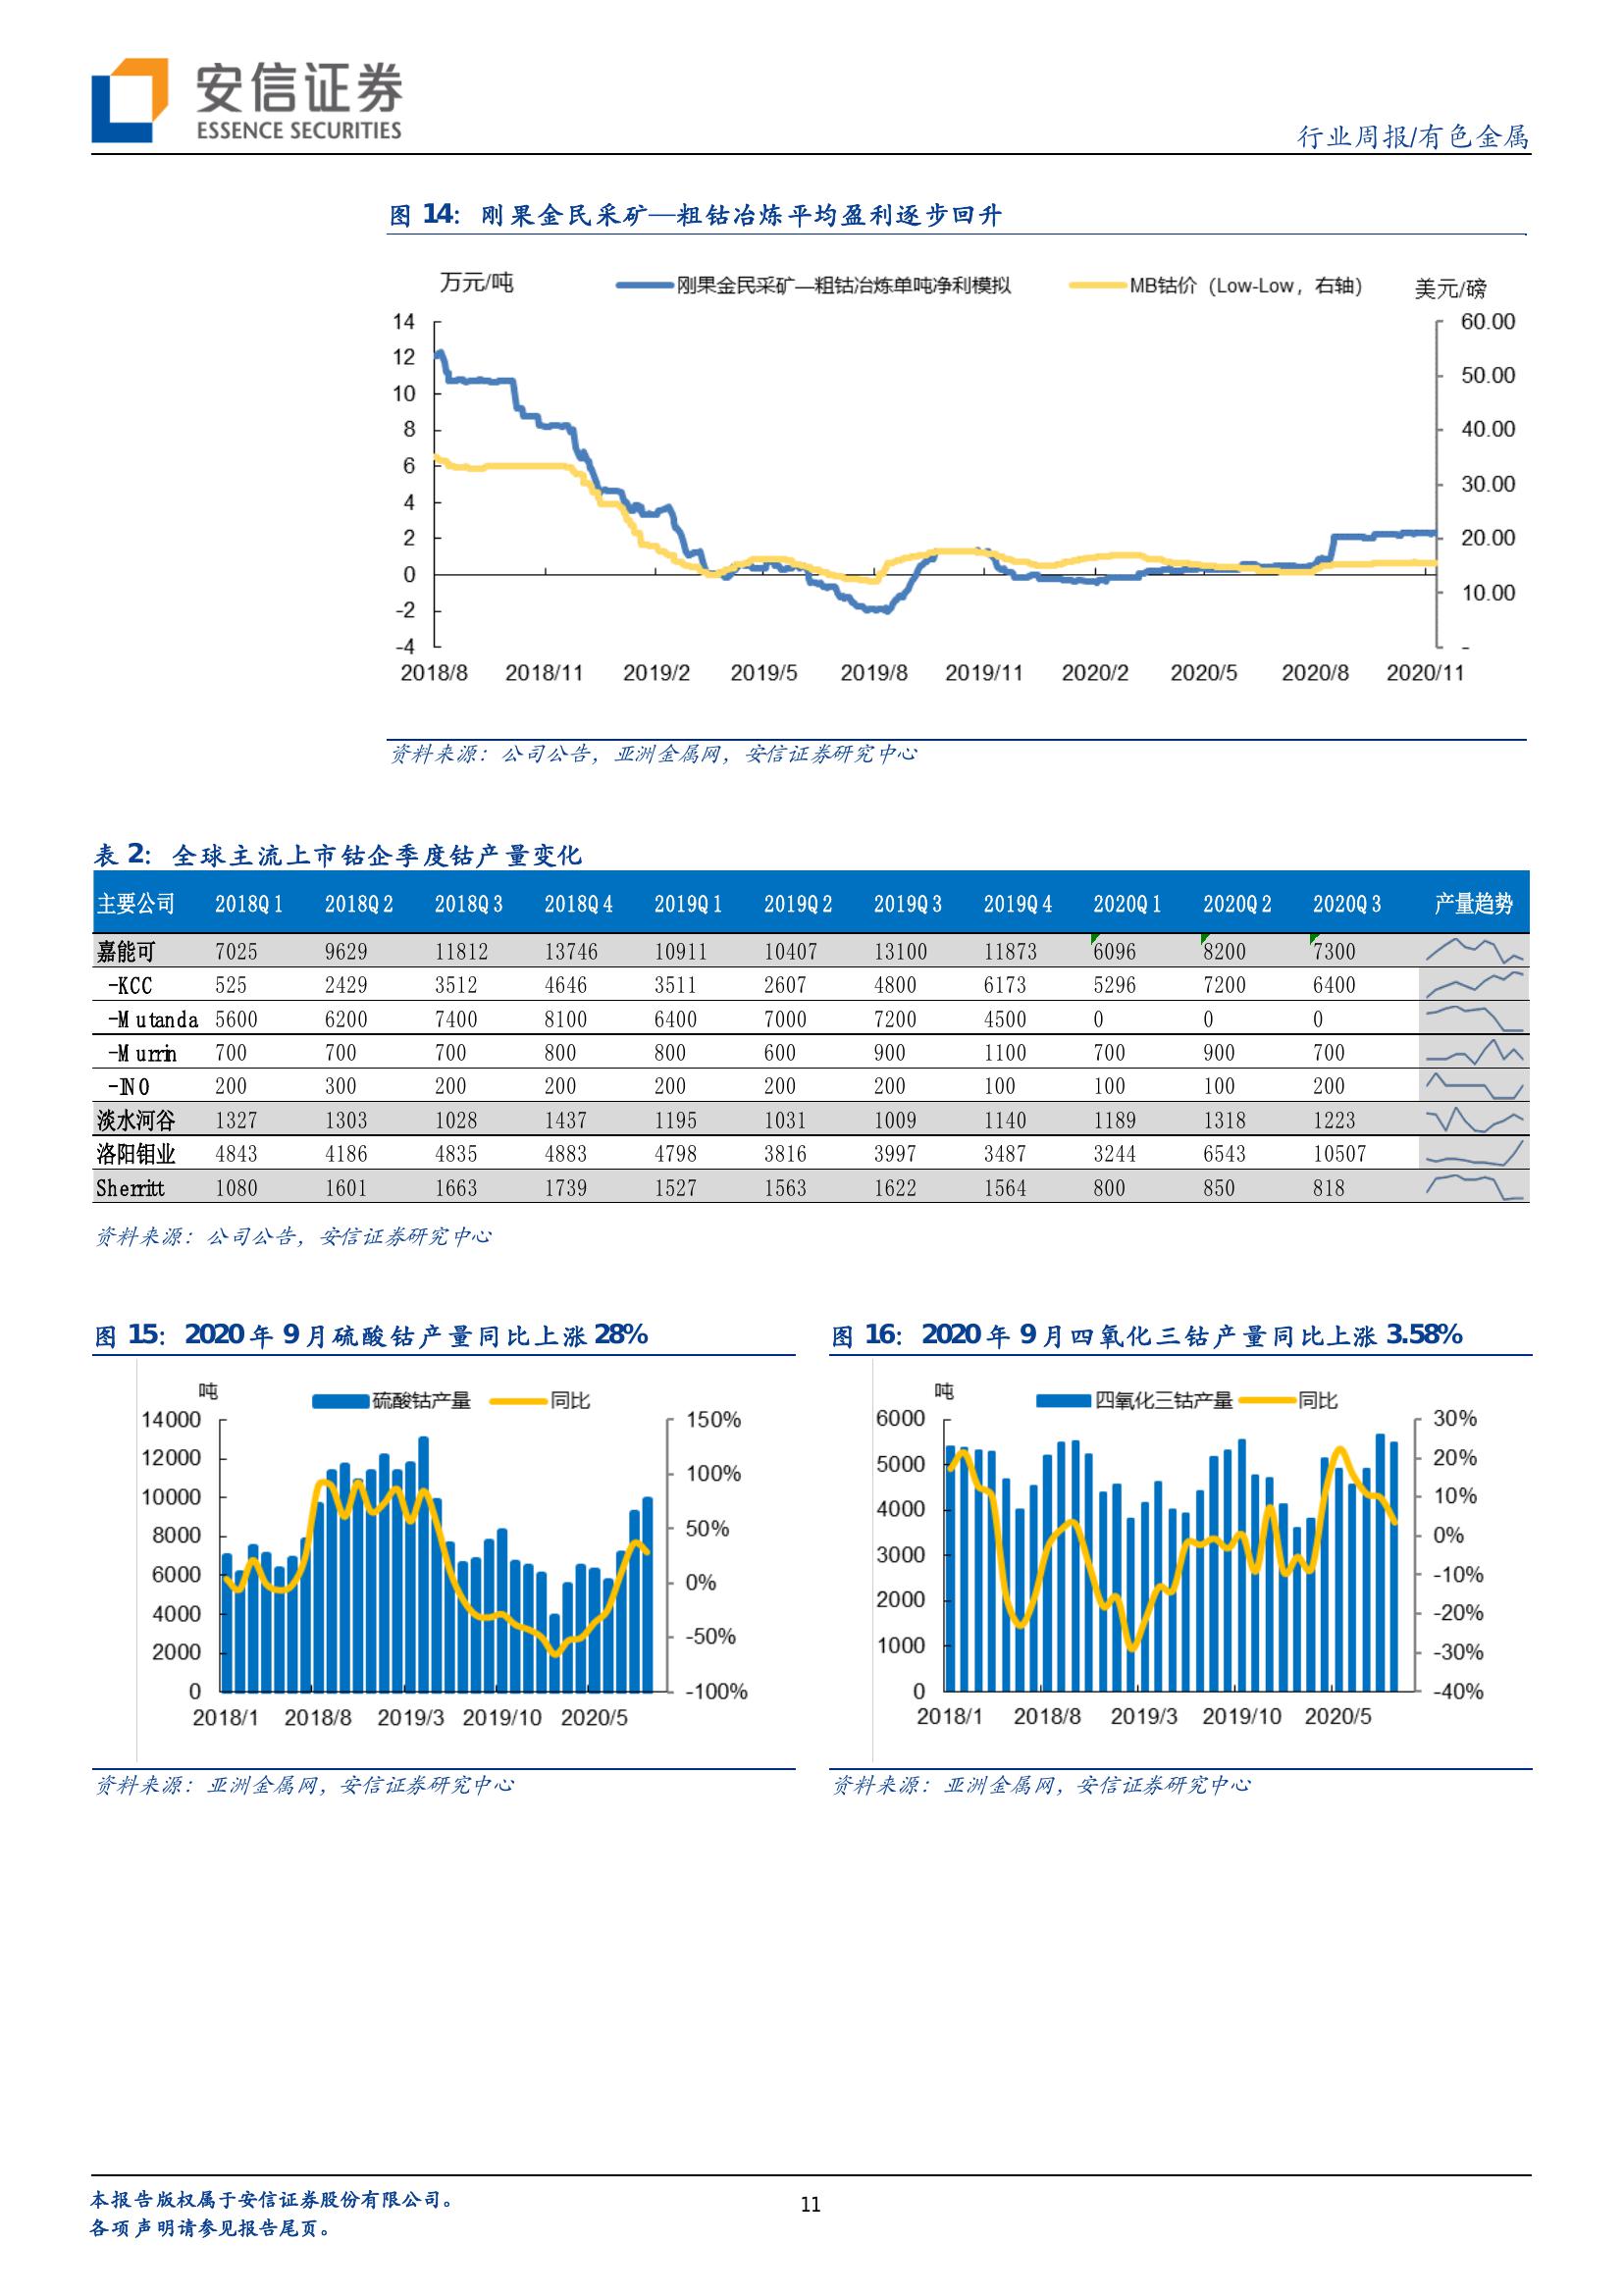 安信证券
ESSENCE SECURITIES
行业周报/有色金属
图 14：刚果金民采矿—粗钴冶炼平均盈利逐步回升
万元/吨 刚果金民采矿—粗钴冶炼单吨净利模拟 MB钴价（Low-Low，右轴） 美元/磅
14 60.00
12 50.00
10 40.00
8
6 30.00
4
2 20.00
0 10.00
-2
-4 -
2018/8 2018/11 2019/2 2019/5 2019/8 2019/11 2020/2 2020/5 2020/8 2020/11
资料来源：公司公告，亚洲金属网，安信证券研究中心
表 2：全球主流上市钴企季度钴产量变化
主要公司 2018Q1 2018Q2 2018Q3 2018Q4 2019Q1 2019Q2 2019Q3 2019Q4 2020Q1 2020Q2 2020Q3 产量趋势
嘉能可 7025 9629 11812 13746 10911 10407 13100 11873 6096 8200 7300
-KCC 525 2429 3512 4646 3511 2607 4800 6173 5296 7200 6400
-Mutanda 5600 6200 7400 8100 6400 7000 7200 4500 0 0 0
-Murrin 700 700 700 800 800 600 900 1100 700 900 700
-INO 200 300 200 200 200 200 200 100 100 100 200
淡水河谷 1327 1303 1028 1437 1195 1031 1009 1140 1189 1318 1223
洛阳钼业 4843 4186 4835 4883 4798 3816 3997 3487 3244 6543 10507
Sherritt 1080 1601 1663 1739 1527 1563 1622 1564 800 850 818
资料来源：公司公告，安信证券研究中心
图 15：2020 年 9 月硫酸钴产量同比上涨 28%
吨 硫酸钴产量 同比
14000 150%
12000 100%
10000
8000 50%
6000 0%
4000 -50%
2000
0 -100%
2018/1 2018/8 2019/3 2019/10 2020/5
资料来源：亚洲金属网，安信证券研究中心
图 16：2020 年 9 月四氧化三钴产量同比上涨 3.58%
吨 四氧化三钴产量 同比
6000 30%
5000 20%
4000 10%
3000 0%
2000 -10%
1000 -20%
0 -30%
-40%
2018/1 2018/8 2019/3 2019/10 2020/5
资料来源：亚洲金属网，安信证券研究中心
本报告版权属于安信证券股份有限公司。
各项声明请参见报告尾页。
11